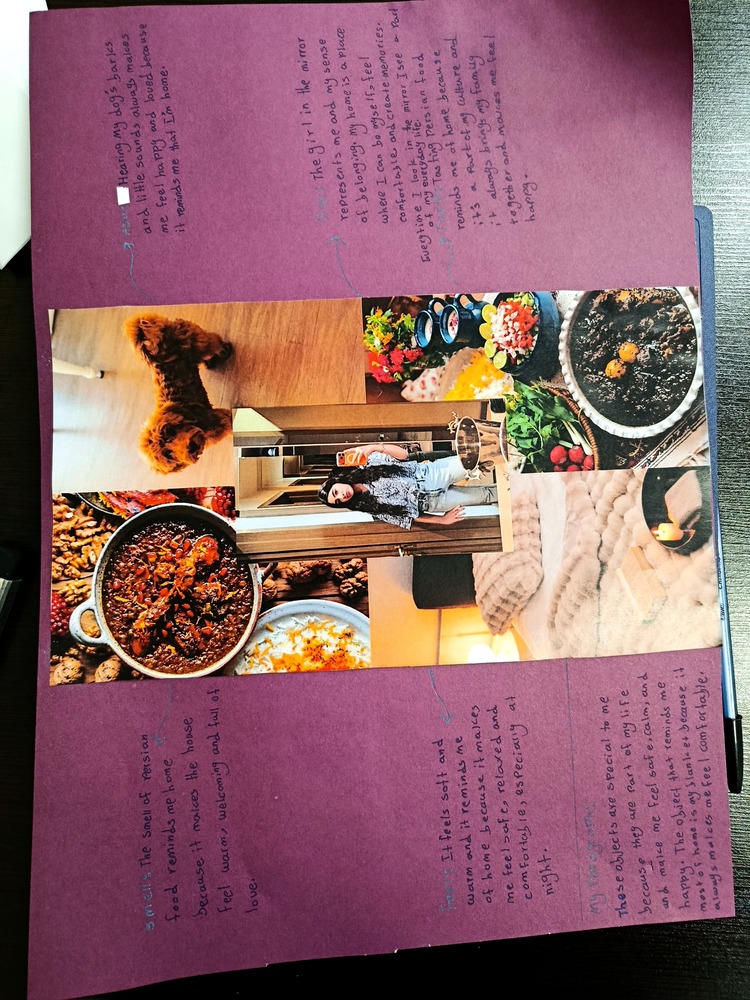 Hearing my dog's barks
and little sounds always makes
me feel happy and loved because
it reminds me that I'm home.
The girl in the mirror
represents me and my sense
of belonging. My home is a place
where I can be myself, feel
comfortable, and create memories.
Everytime I look in the mirror I see a part
of my everyday life.
Tasting Persian food
reminds me of home because
it's a part of my culture and
it always brings my family
together and makes me feel
happy.
smells The smell of Persian
food reminds me home
because it makes the house
feel warm, welcoming and full of
love.
It feels soft and
warm and it reminds me
of home because it makes
me feel safe, relaxed and
comfortable, especially at
night.
My Paragraph:
These objects are special to me
because they are part of my life
and make me feel safe, calm, and
happy. The object that reminds me
most of home is my blanket because it
always makes me feel comfortable.